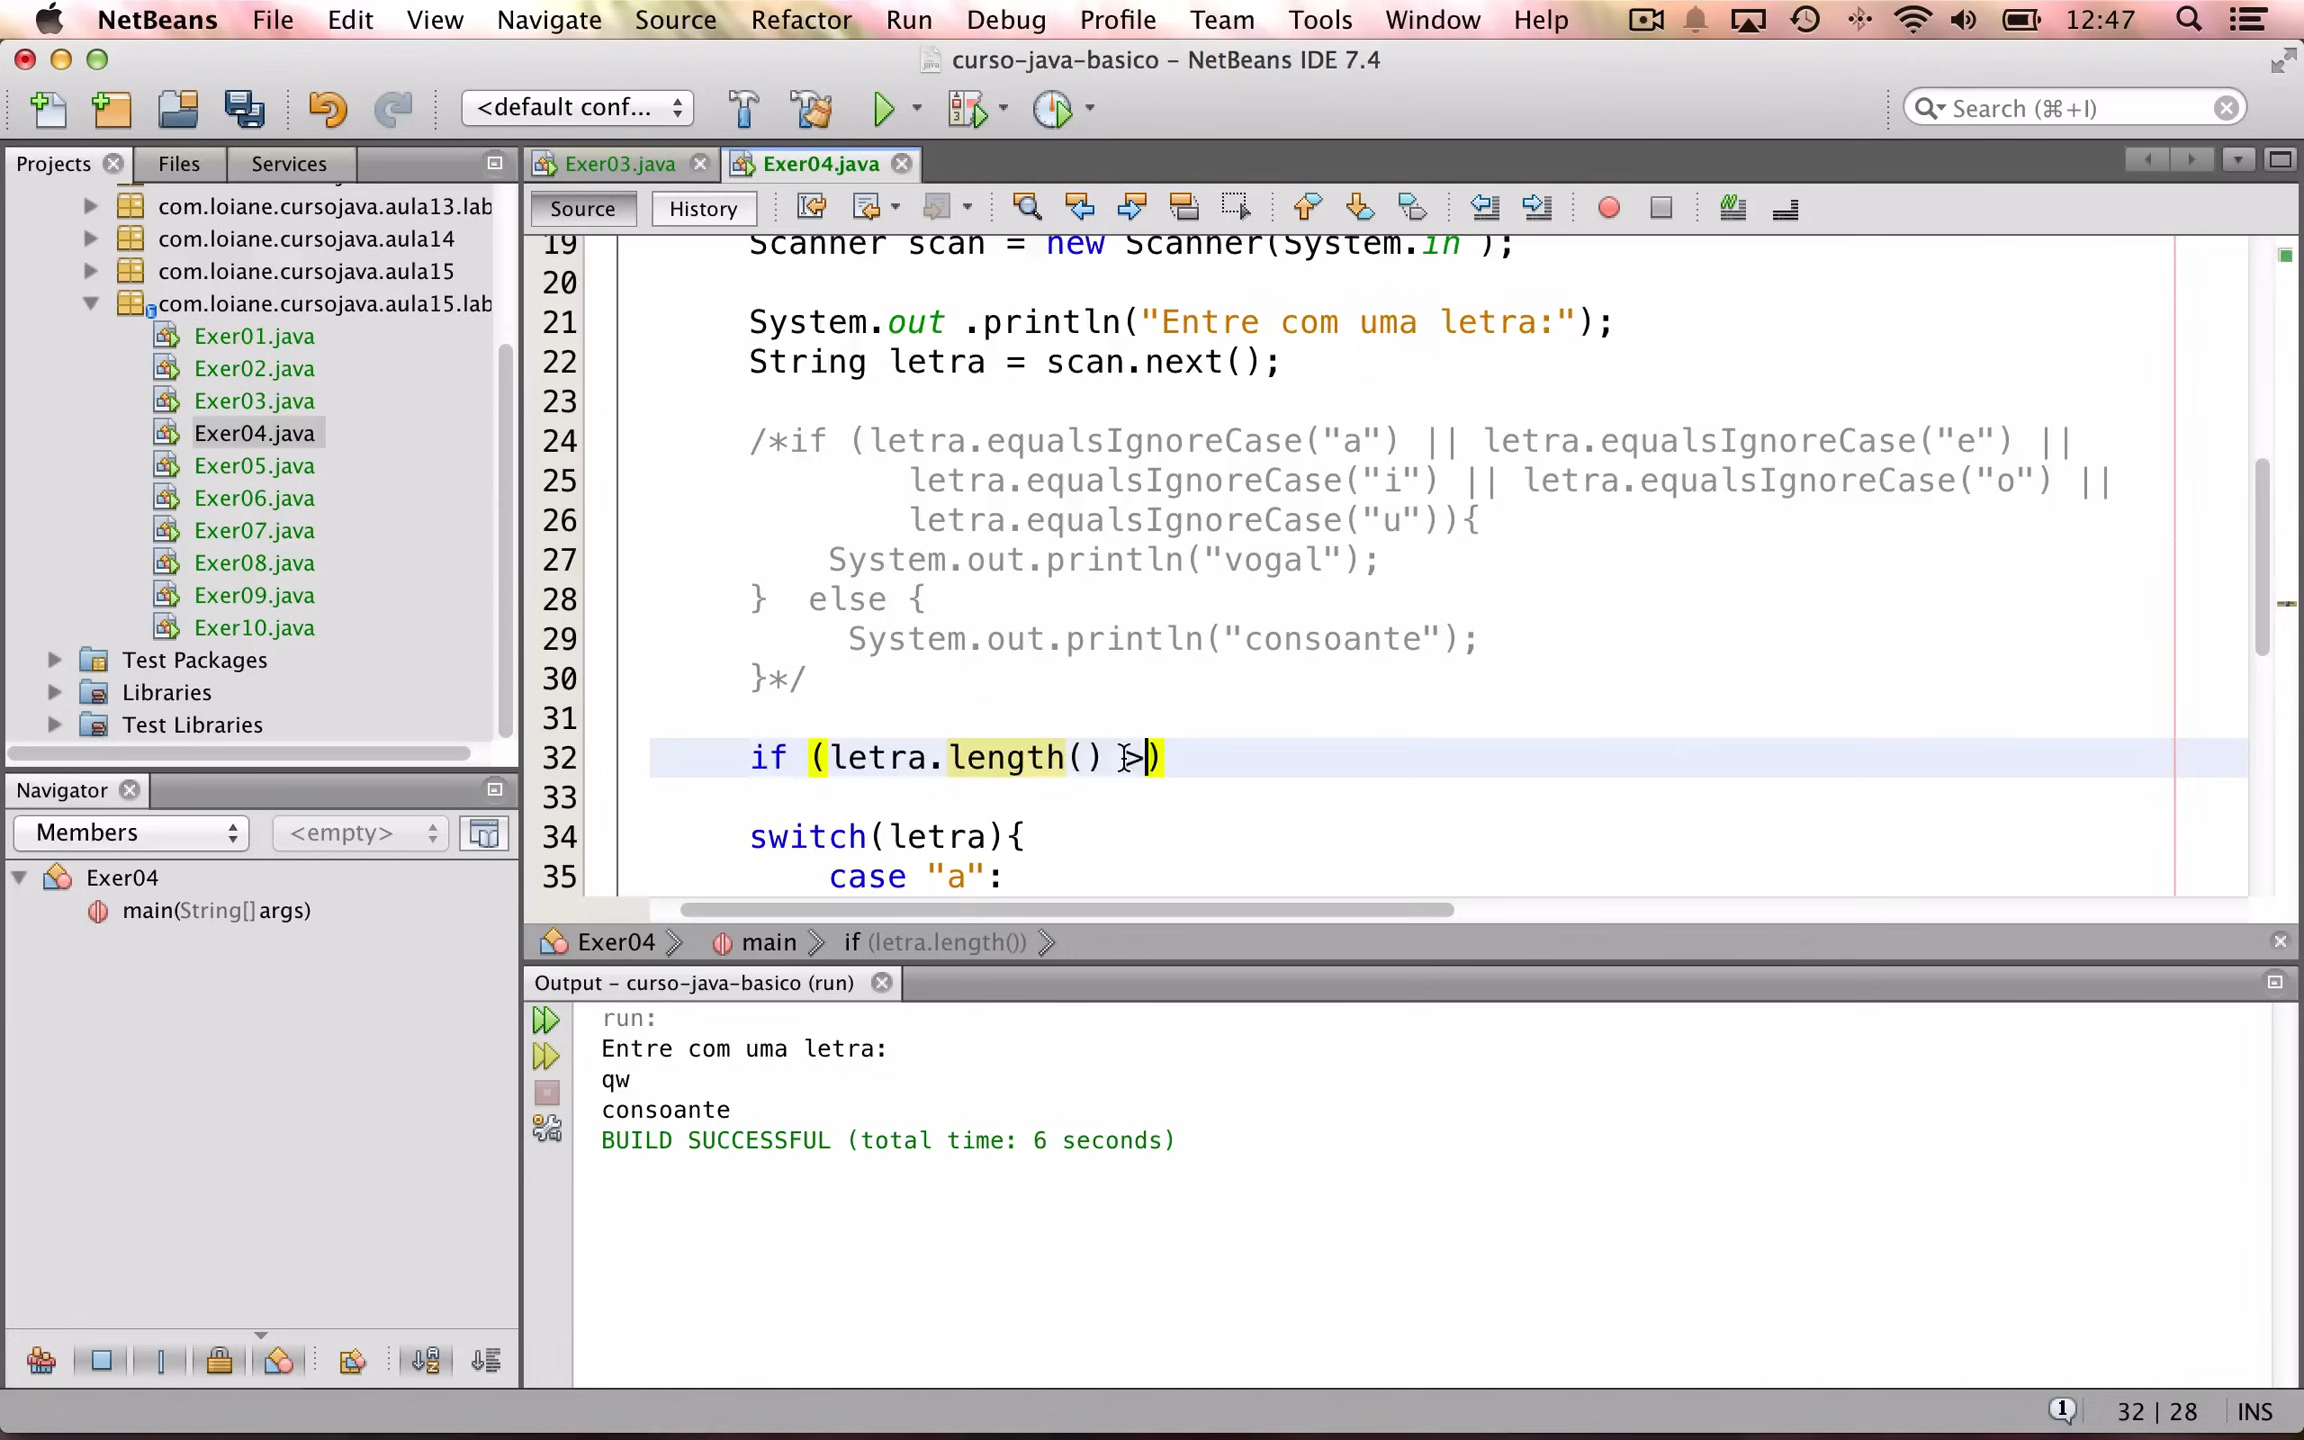 NetBeans File Edit View Navigate Source Refactor Run Debug Profile Team Tools Window Help 12:47
curso-java-basico – NetBeans IDE 7.4
<default conf... Search (⌘+I)
Projects Files Services
com.loiane.cursojava.aula13.lab
com.loiane.cursojava.aula14
com.loiane.cursojava.aula15
com.loiane.cursojava.aula15.lab
Exer01.java
Exer02.java
Exer03.java
Exer04.java
Exer05.java
Exer06.java
Exer07.java
Exer08.java
Exer09.java
Exer10.java
Test Packages
Libraries
Test Libraries
Navigator
Members <empty>
Exer04
main(String[] args)
Exer03.java Exer04.java
Source History
19 Scanner scan = new Scanner(System.in );
20
21 System.out .println("Entre com uma letra:");
22 String letra = scan.next();
23
24 /*if (letra.equalsIgnoreCase("a") || letra.equalsIgnoreCase("e") ||
25 letra.equalsIgnoreCase("i") || letra.equalsIgnoreCase("o") ||
26 letra.equalsIgnoreCase("u")){
27 System.out.println("vogal");
28 } else {
29 System.out.println("consoante");
30 }*/
31
32 if (letra.length() >)
33
34 switch(letra){
35 case "a":
Exer04 main if (letra.length())
Output – curso-java-basico (run)
run:
Entre com uma letra:
qw
consoante
BUILD SUCCESSFUL (total time: 6 seconds)
1 32 | 28 INS